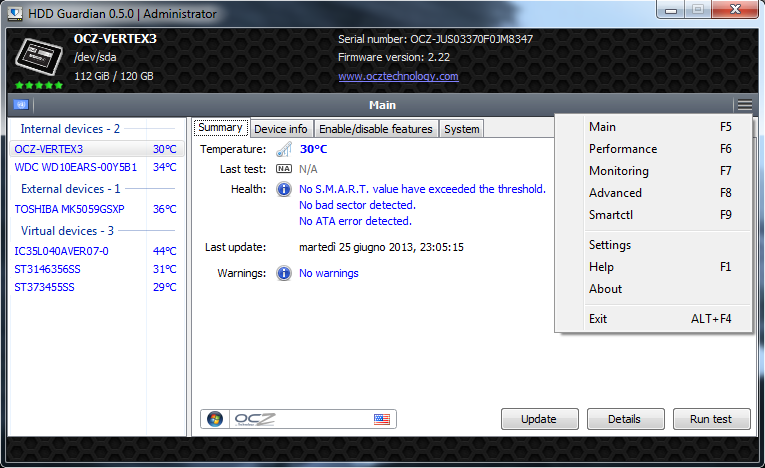 HDD Guardian 0.5.0 | Administrator
OCZ-VERTEX3
/dev/sda
112 GiB / 120 GB
Serial number: OCZ-JUS03370F0JM8347
Firmware version: 2.22
www.ocztechnology.com
Main
Internal devices - 2
OCZ-VERTEX3 30°C
WDC WD10EARS-00Y5B1 34°C
External devices - 1
TOSHIBA MK5059GSXP 36°C
Virtual devices - 3
IC35L040AVER07-0 44°C
ST3146356SS 31°C
ST373455SS 29°C
Summary Device info Enable/disable features System
Temperature: 30°C
Last test: NA N/A
Health: No S.M.A.R.T. value have exceeded the threshold.
No bad sector detected.
No ATA error detected.
Last update: martedì 25 giugno 2013, 23:05:15
Warnings: No warnings
Main F5
Performance F6
Monitoring F7
Advanced F8
Smartctl F9
Settings
Help F1
About
Exit ALT+F4
OCZ
Update Details Run test